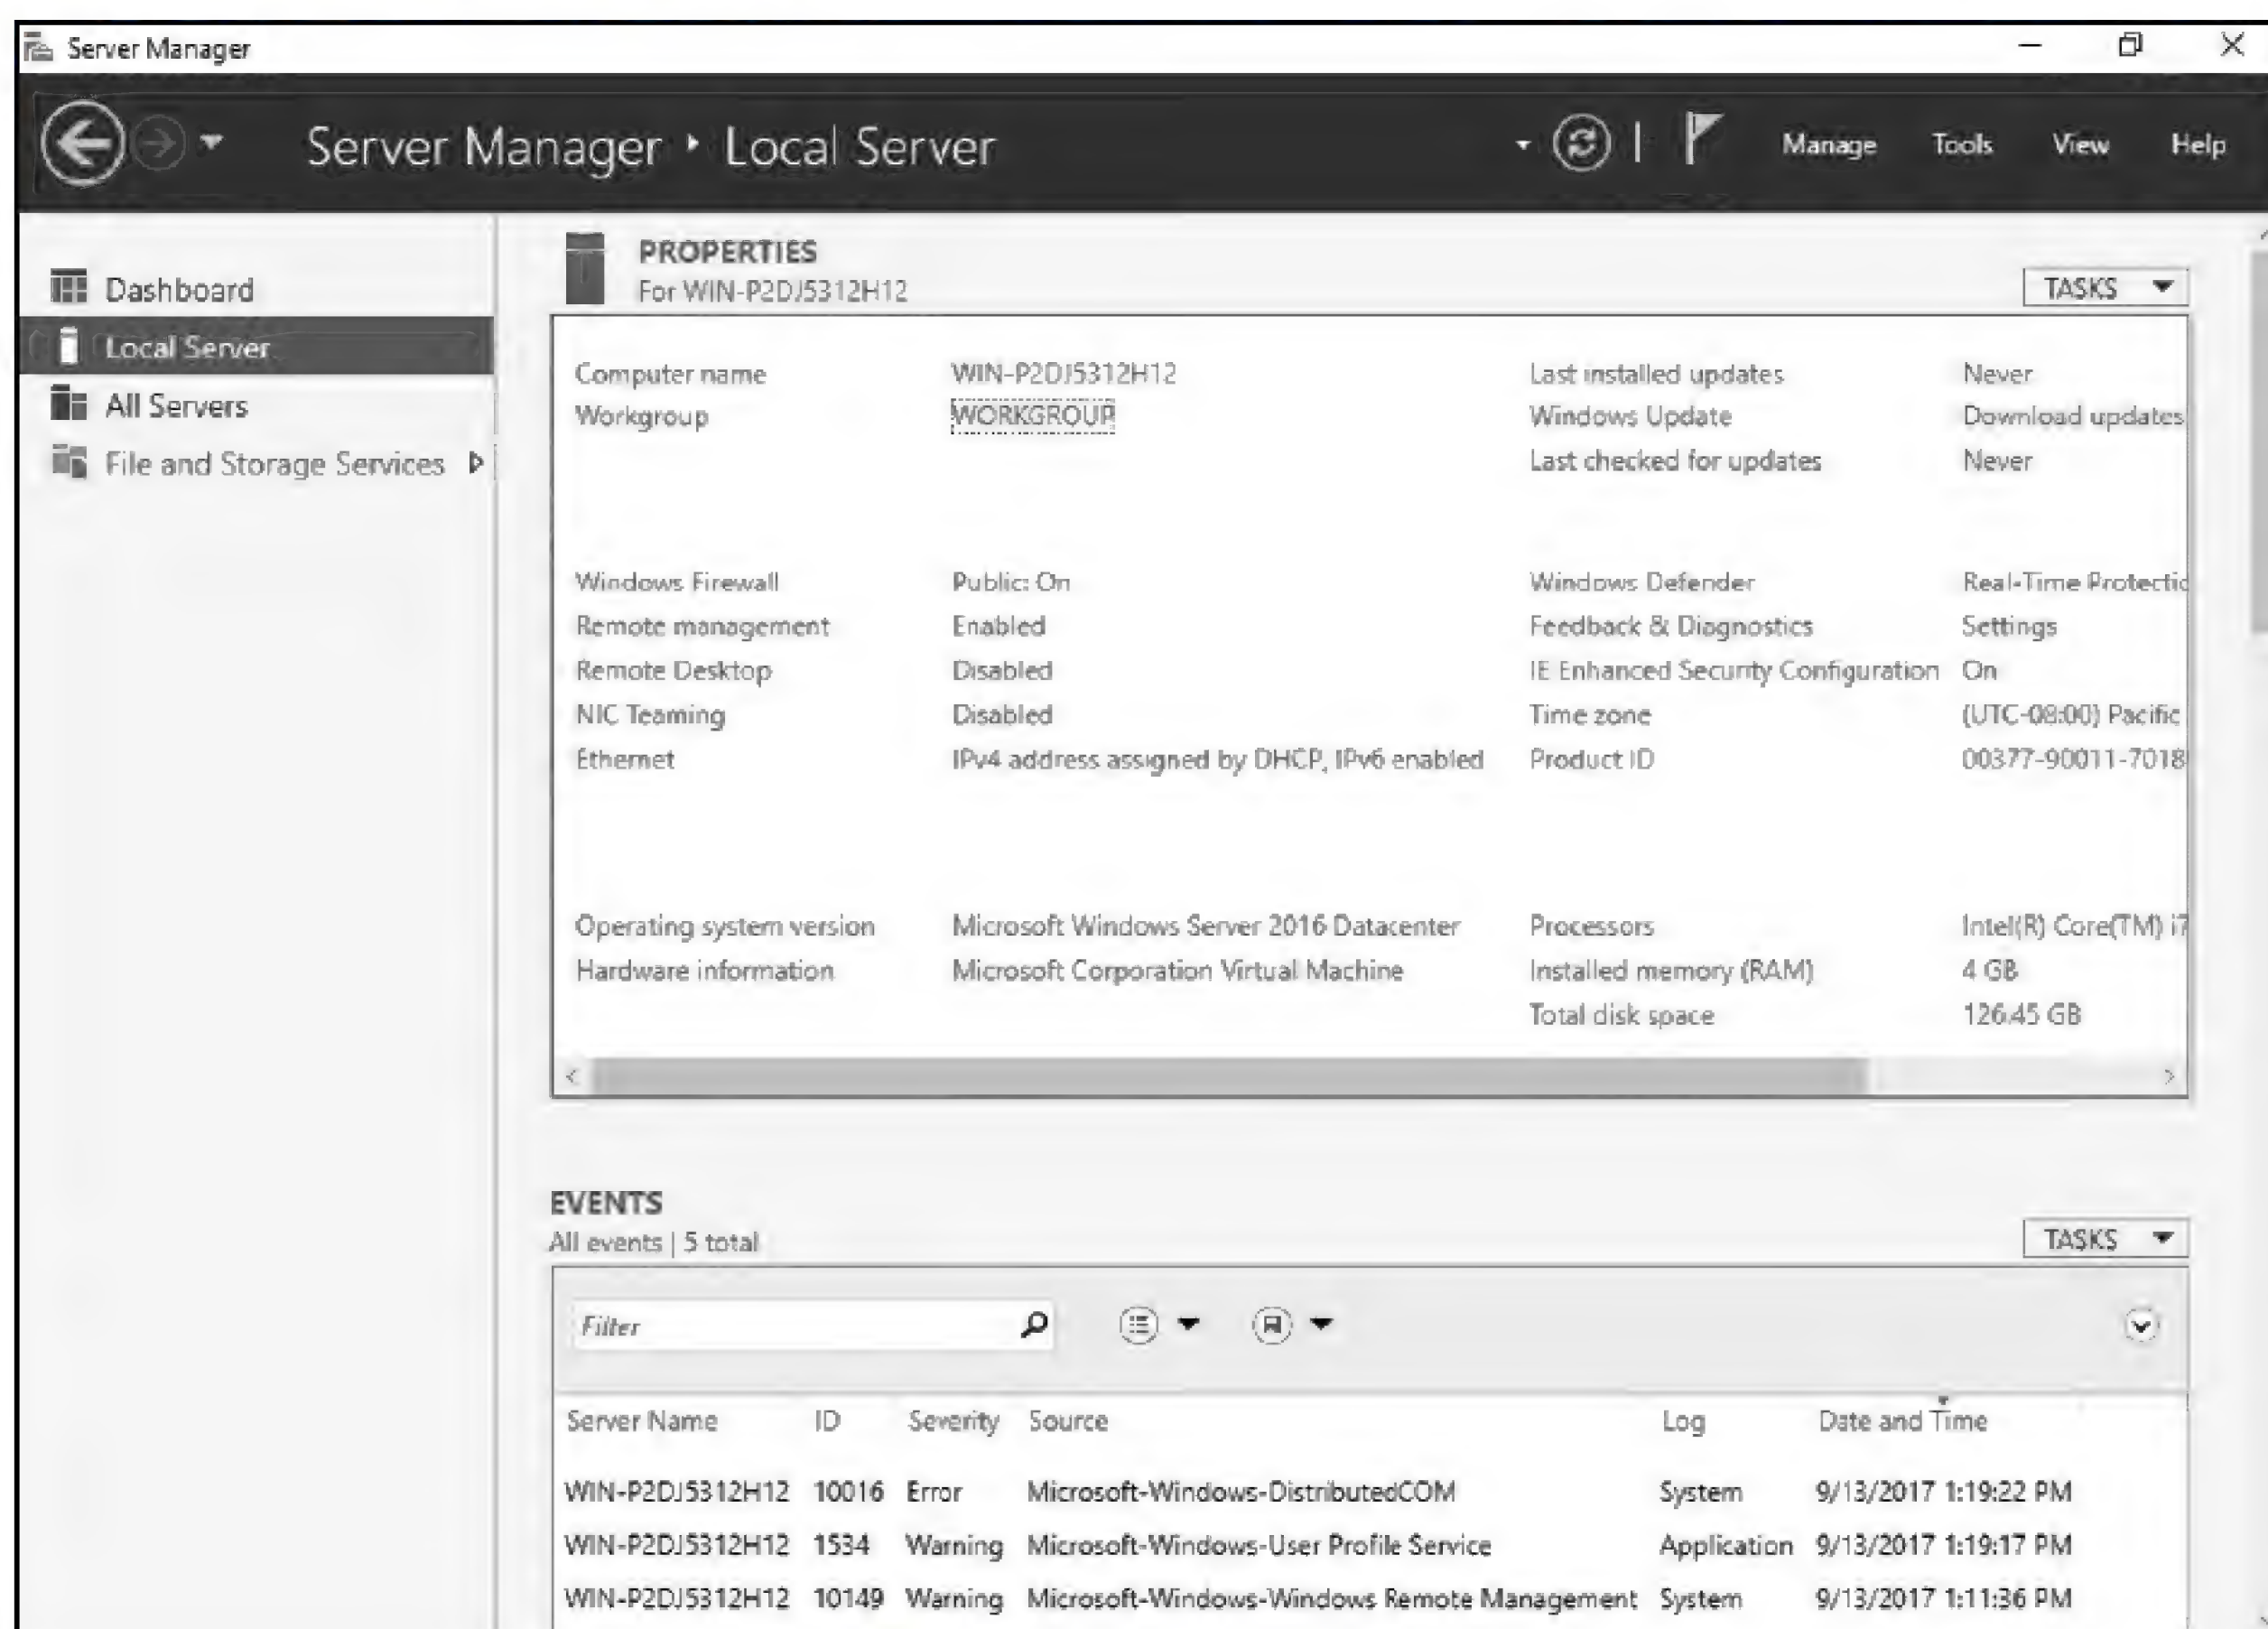 Server Manager
Server Manager ‣ Local Server
Manage Tools View Help
Dashboard
Local Server
All Servers
File and Storage Services
PROPERTIES
For WIN-P2DJ5312H12
TASKS
Computer name WIN-P2DJ5312H12 Last installed updates Never
Workgroup WORKGROUP Windows Update Download updates
Last checked for updates Never
Windows Firewall Public: On Windows Defender Real-Time Protectic
Remote management Enabled Feedback & Diagnostics Settings
Remote Desktop Disabled IE Enhanced Security Configuration On
NIC Teaming Disabled Time zone (UTC-08:00) Pacific
Ethernet IPv4 address assigned by DHCP, IPv6 enabled Product ID 00377-90011-7018
Operating system version Microsoft Windows Server 2016 Datacenter Processors Intel(R) Core(TM) i7
Hardware information Microsoft Corporation Virtual Machine Installed memory (RAM) 4 GB
Total disk space 126.45 GB
EVENTS
All events | 5 total
TASKS
Filter
Server Name ID Severity Source Log Date and Time
WIN-P2DJ5312H12 10016 Error Microsoft-Windows-DistributedCOM System 9/13/2017 1:19:22 PM
WIN-P2DJ5312H12 1534 Warning Microsoft-Windows-User Profile Service Application 9/13/2017 1:19:17 PM
WIN-P2DJ5312H12 10149 Warning Microsoft-Windows-Windows Remote Management System 9/13/2017 1:11:36 PM